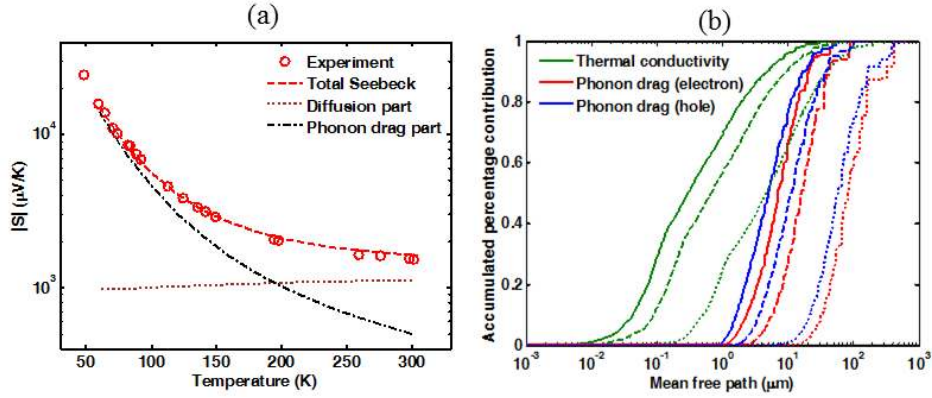 (a)
|S| (μV/K)
10^4
10^3
Experiment
Total Seebeck
Diffusion part
Phonon drag part
50 100 150 200 250 300
Temperature (K)
(b)
Accumulated percentage contribution
1
0.8
0.6
0.4
0.2
0
Thermal conductivity
Phonon drag (electron)
Phonon drag (hole)
10^-3 10^-2 10^-1 10^0 10^1 10^2 10^3
Mean free path (μm)